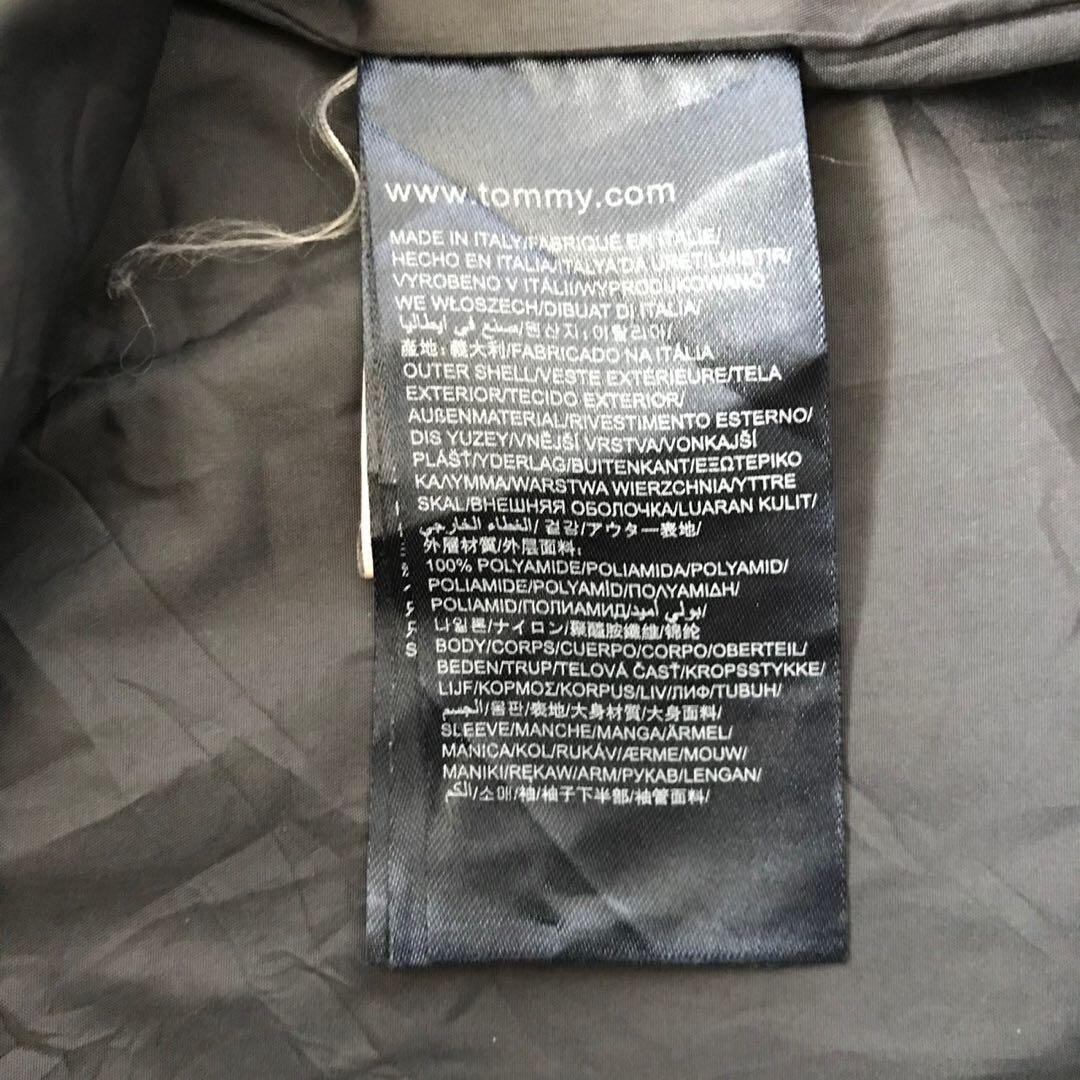 www.tommy.com
MADE IN ITALY/FABRIQUÉ EN ITALIE/
HECHO EN ITALIA/İTALYA'DA ÜRETİLMİŞTİR/
VYROBENO V ITÁLII/WYPRODUKOWANO
WE WŁOSZECH/DIBUAT DI ITALIA/
صنع في ايطاليا/원산지:이탈리아/
産地:義大利/FABRICADO NA ITÁLIA
OUTER SHELL/VESTE EXTÉRIEURE/TELA
EXTERIOR/TECIDO EXTERIOR/
AUßENMATERIAL/RIVESTIMENTO ESTERNO/
DIS YUZEY/VNĚJŠÍ VRSTVA/VONKAJŠÍ
PLÁŠŤ/YDERLAG/BUITENKANT/ΕΞΩΤΕΡΙΚΟ
ΚΑΛΥΜΜΑ/WARSTWA WIERZCHNIA/YTTRE
SKAL/ВНЕШНЯЯ ОБОЛОЧКА/LUARAN KULIT/
الغطاء الخارجي/ 겉감/アウター表地/
外層材質/外层面料:
100% POLYAMIDE/POLIAMIDA/POLYAMID/
POLIAMIDE/POLYAMİD/ΠΟΛΥΑΜΙΔΗ/
POLIAMID/ПОЛИАМИД/بولي أميد/
나일론/ナイロン/聚醯胺纖維/锦纶
BODY/CORPS/CUERPO/CORPO/OBERTEIL/
BEDEN/TRUP/TELOVÁ ČASŤ/KROPSSTYKKE/
LIJF/ΚΟΡΜΟΣ/KORPUS/LIV/ЛИФ/TUBUH/
الجسم/몸판/表地/大身材質/大身面料/
SLEEVE/MANCHE/MANGA/ÄRMEL/
MANICA/KOL/RUKÁV/ÆRME/MOUW/
MANIKI/RĘKAW/ARM/РУКАВ/LENGAN/
الكم/소매/袖/袖子下半部/袖管面料/